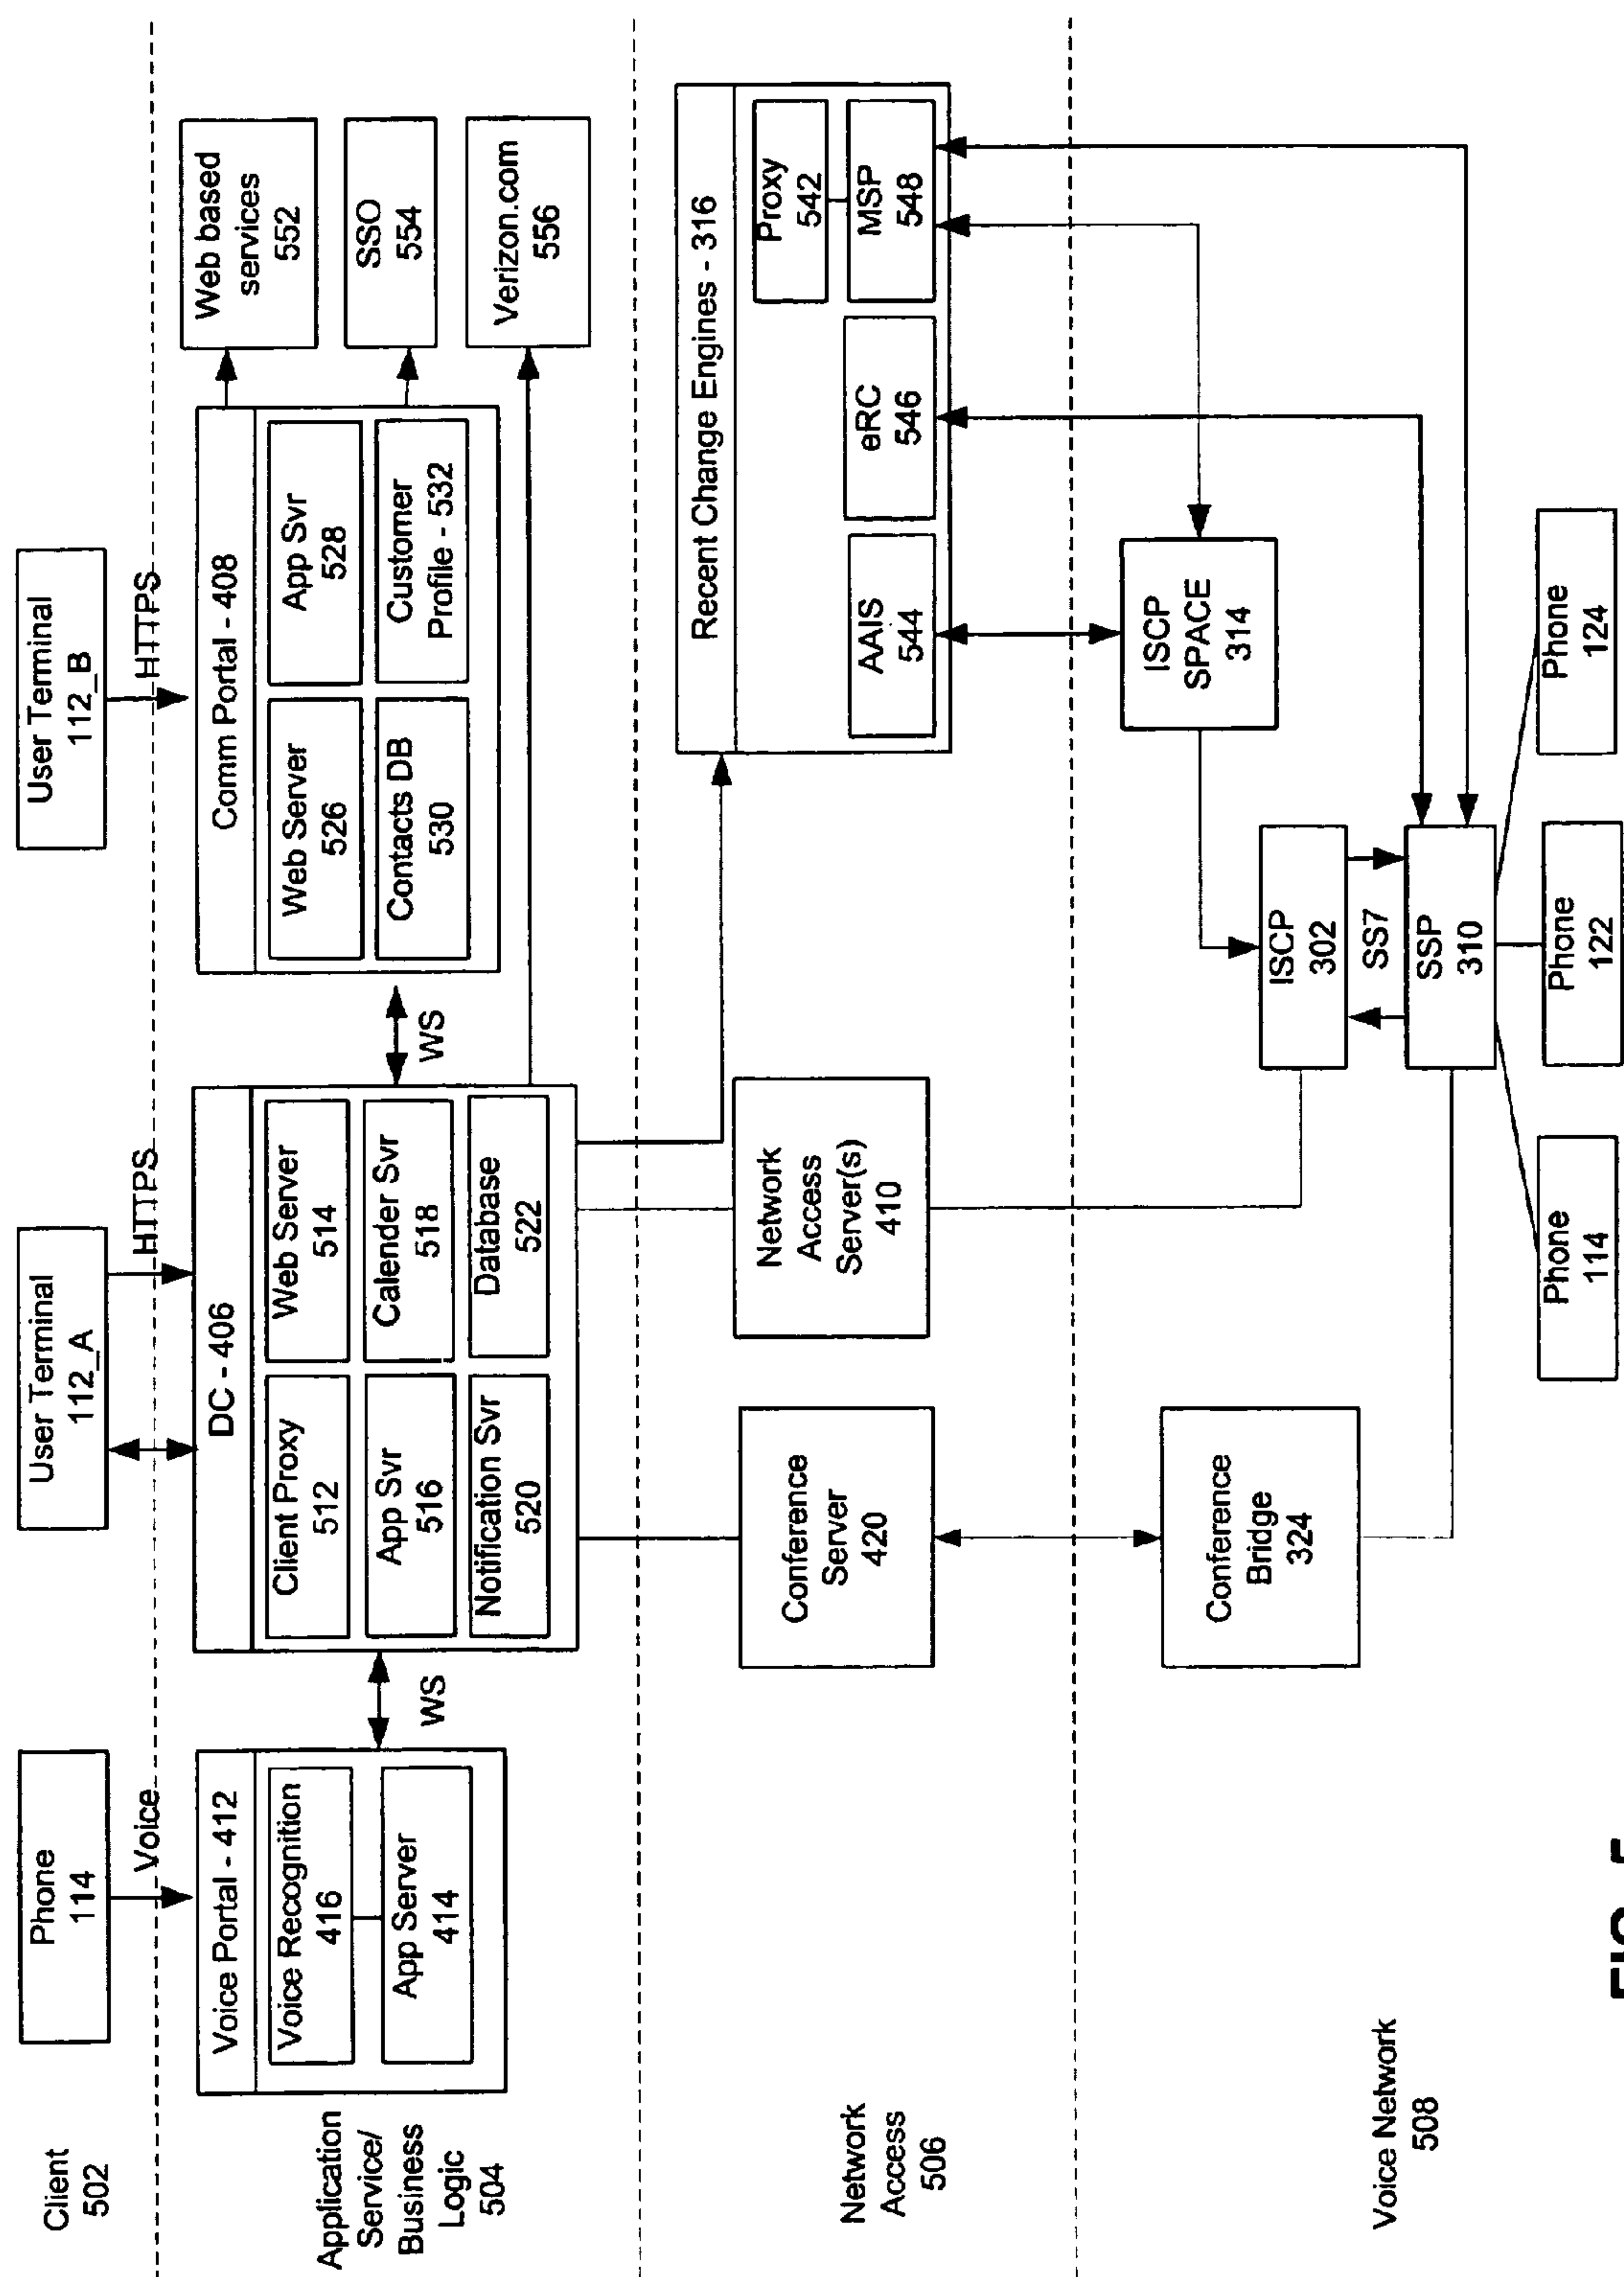 Client
502
Phone
114
User Terminal
112_A
User Terminal
112_B
Voice
HTTPS
HTTPS
Application
Service/
Business
Logic
504
Voice Portal - 412
Voice Recognition
416
App Server
414
WS
DC - 406
Client Proxy
512
Web Server
514
App Svr
516
Calender Svr
518
Notification Svr
520
Database
522
WS
Comm Portal - 408
Web Server
526
App Svr
528
Contacts DB
530
Customer
Profile - 532
Web based
services
552
SSO
554
Verizon.com
556
Network
Access
506
Conference
Server
420
Network
Access
Server(s)
410
Recent Change Engines - 316
Proxy
542
AAIS
544
eRC
546
MSP
548
Voice Network
508
Conference
Bridge
324
ISCP
SPACE
314
ISCP
302
SS7
SSP
310
Phone
114
Phone
122
Phone
124